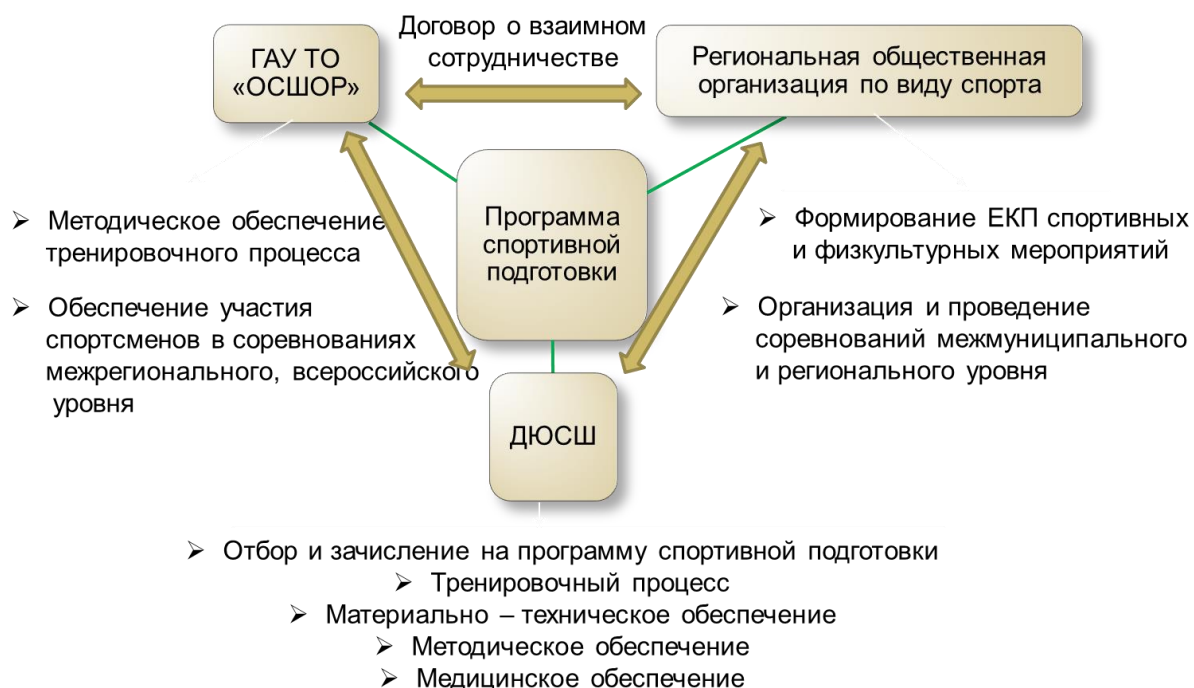 Договор о взаимном
сотрудничестве
ГАУ ТО
«ОСШОР»
Региональная общественная
организация по виду спорта
Программа
спортивной
подготовки
➢ Методическое обеспечение
тренировочного процесса
➢ Обеспечение участия
спортсменов в соревнованиях
межрегионального, всероссийского
уровня
➢ Формирование ЕКП спортивных
и физкультурных мероприятий
➢ Организация и проведение
соревнований межмуниципального
и регионального уровня
ДЮСШ
➢ Отбор и зачисление на программу спортивной подготовки
➢ Тренировочный процесс
➢ Материально – техническое обеспечение
➢ Методическое обеспечение
➢ Медицинское обеспечение